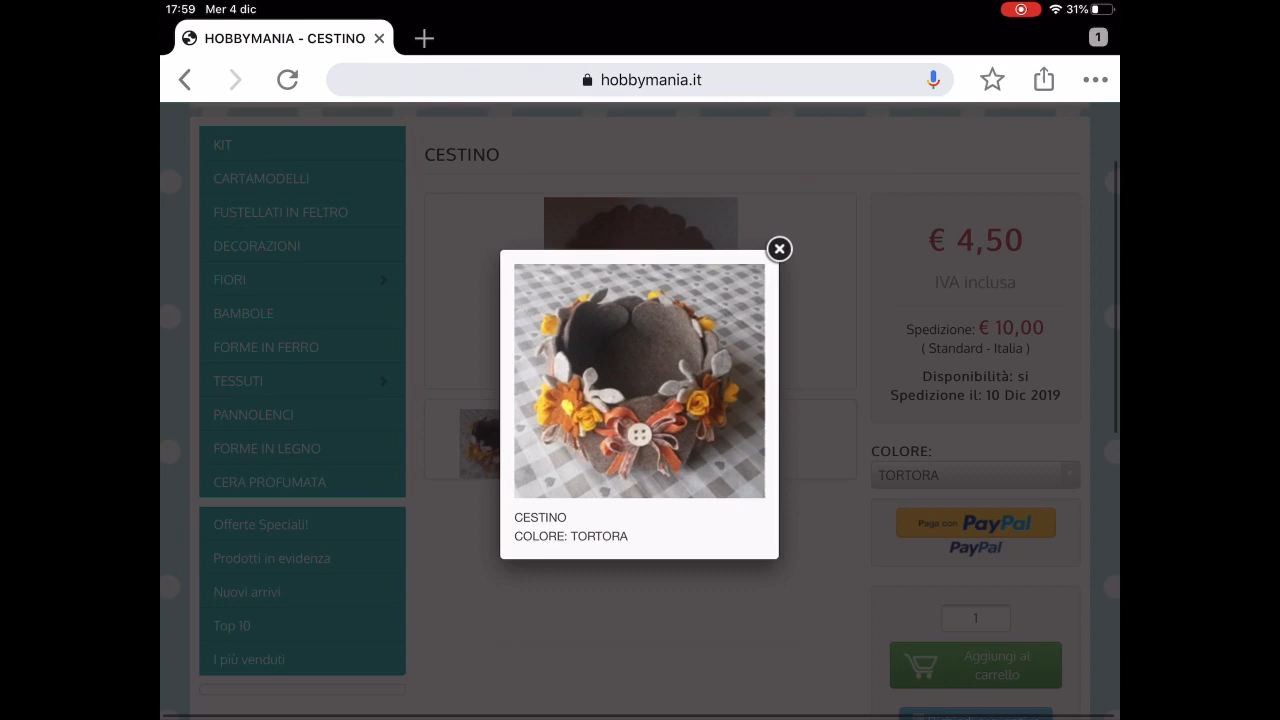 17:59 Mer 4 dic
31%
HOBBYMANIA - CESTINO
1
hobbymania.it
KIT
CARTAMODELLI
FUSTELLATI IN FELTRO
DECORAZIONI
FIORI
BAMBOLE
FORME IN FERRO
TESSUTI
PANNOLENCI
FORME IN LEGNO
CERA PROFUMATA
Offerte Speciali!
Prodotti in evidenza
Nuovi arrivi
Top 10
I più venduti
CESTINO
CESTINO
COLORE: TORTORA
€ 4,50
IVA inclusa
Spedizione: € 10,00
( Standard - Italia )
Disponibilità: si
Spedizione il: 10 Dic 2019
COLORE:
TORTORA
Paga con PayPal
PayPal
1
Aggiungi al
carrello